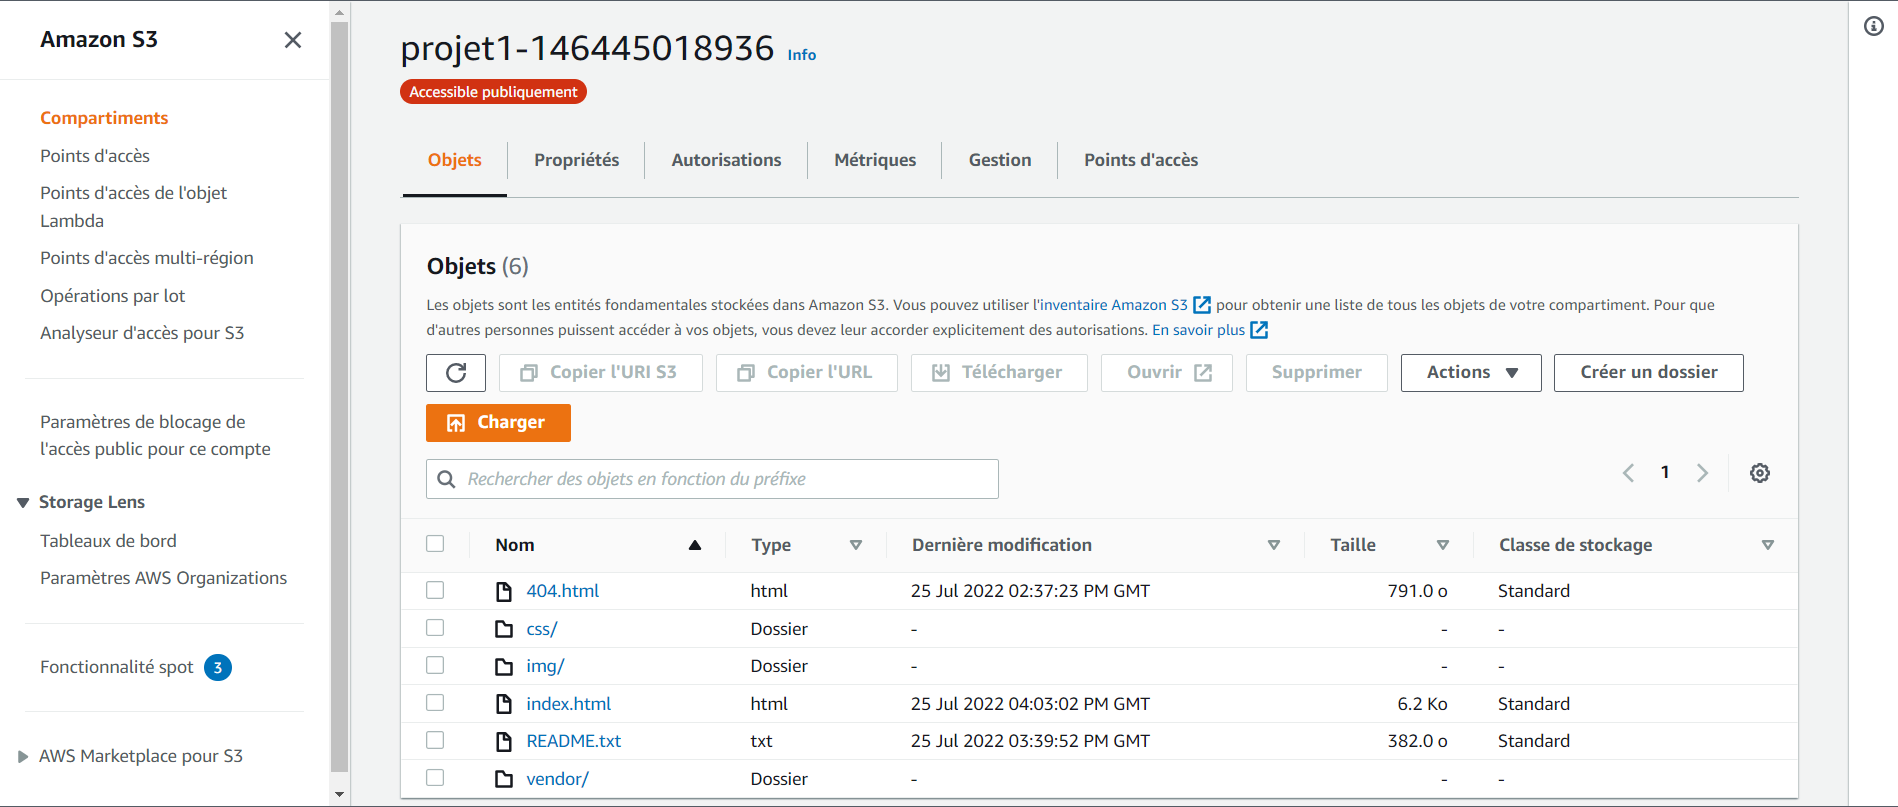 Amazon S3
Compartiments
Points d'accès
Points d'accès de l'objet
Lambda
Points d'accès multi-région
Opérations par lot
Analyseur d'accès pour S3
Paramètres de blocage de
l'accès public pour ce compte
Storage Lens
Tableaux de bord
Paramètres AWS Organizations
Fonctionnalité spot 3
AWS Marketplace pour S3
projet1-146445018936 Info
Accessible publiquement
Objets Propriétés Autorisations Métriques Gestion Points d'accès
Objets (6)
Les objets sont les entités fondamentales stockées dans Amazon S3. Vous pouvez utiliser l'inventaire Amazon S3 pour obtenir une liste de tous les objets de votre compartiment. Pour que
d'autres personnes puissent accéder à vos objets, vous devez leur accorder explicitement des autorisations. En savoir plus
Copier l'URI S3 Copier l'URL Télécharger Ouvrir Supprimer Actions Créer un dossier
Charger
Rechercher des objets en fonction du préfixe
1
Nom Type Dernière modification Taille Classe de stockage
404.html html 25 Jul 2022 02:37:23 PM GMT 791.0 o Standard
css/ Dossier - - -
img/ Dossier - - -
index.html html 25 Jul 2022 04:03:02 PM GMT 6.2 Ko Standard
README.txt txt 25 Jul 2022 03:39:52 PM GMT 382.0 o Standard
vendor/ Dossier - - -